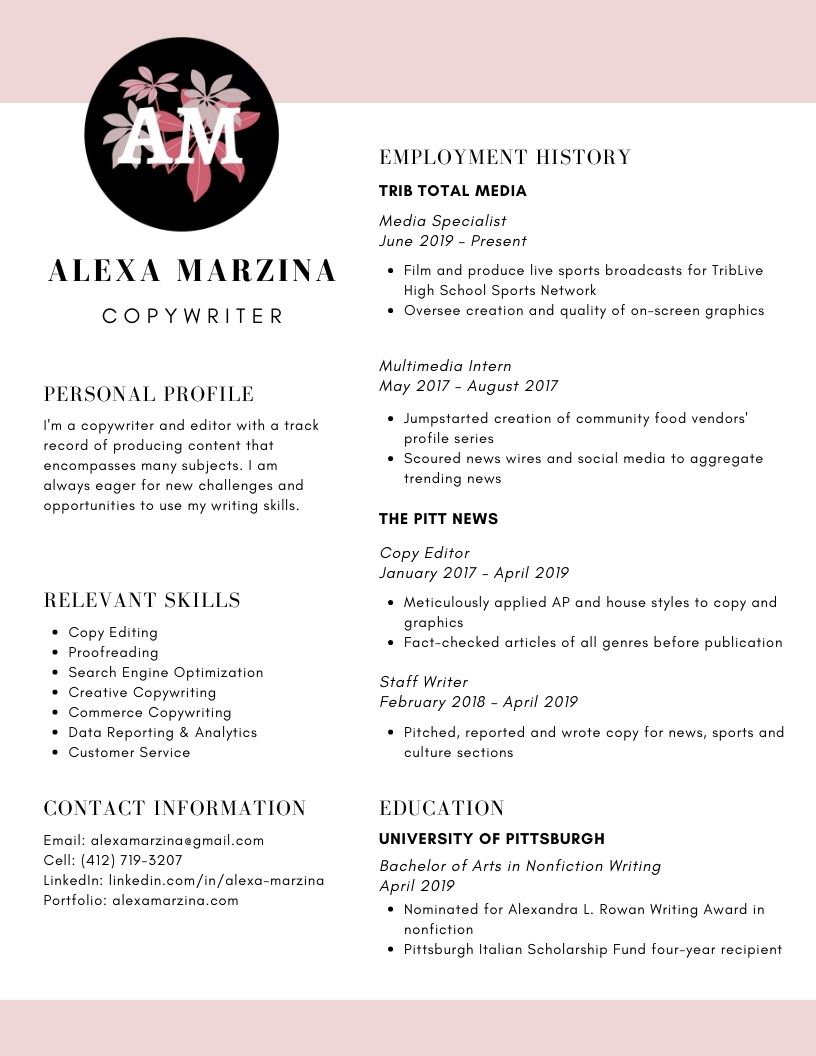 AM
ALEXA MARZINA
COPYWRITER
PERSONAL PROFILE
I'm a copywriter and editor with a track
record of producing content that
encompasses many subjects. I am
always eager for new challenges and
opportunities to use my writing skills.
RELEVANT SKILLS
• Copy Editing
• Proofreading
• Search Engine Optimization
• Creative Copywriting
• Commerce Copywriting
• Data Reporting & Analytics
• Customer Service
CONTACT INFORMATION
Email: alexamarzina@gmail.com
Cell: (412) 719-3207
LinkedIn: linkedin.com/in/alexa-marzina
Portfolio: alexamarzina.com
EMPLOYMENT HISTORY
TRIB TOTAL MEDIA
Media Specialist
June 2019 – Present
• Film and produce live sports broadcasts for TribLive
High School Sports Network
• Oversee creation and quality of on-screen graphics
Multimedia Intern
May 2017 – August 2017
• Jumpstarted creation of community food vendors'
profile series
• Scoured news wires and social media to aggregate
trending news
THE PITT NEWS
Copy Editor
January 2017 – April 2019
• Meticulously applied AP and house styles to copy and
graphics
• Fact-checked articles of all genres before publication
Staff Writer
February 2018 – April 2019
• Pitched, reported and wrote copy for news, sports and
culture sections
EDUCATION
UNIVERSITY OF PITTSBURGH
Bachelor of Arts in Nonfiction Writing
April 2019
• Nominated for Alexandra L. Rowan Writing Award in
nonfiction
• Pittsburgh Italian Scholarship Fund four-year recipient